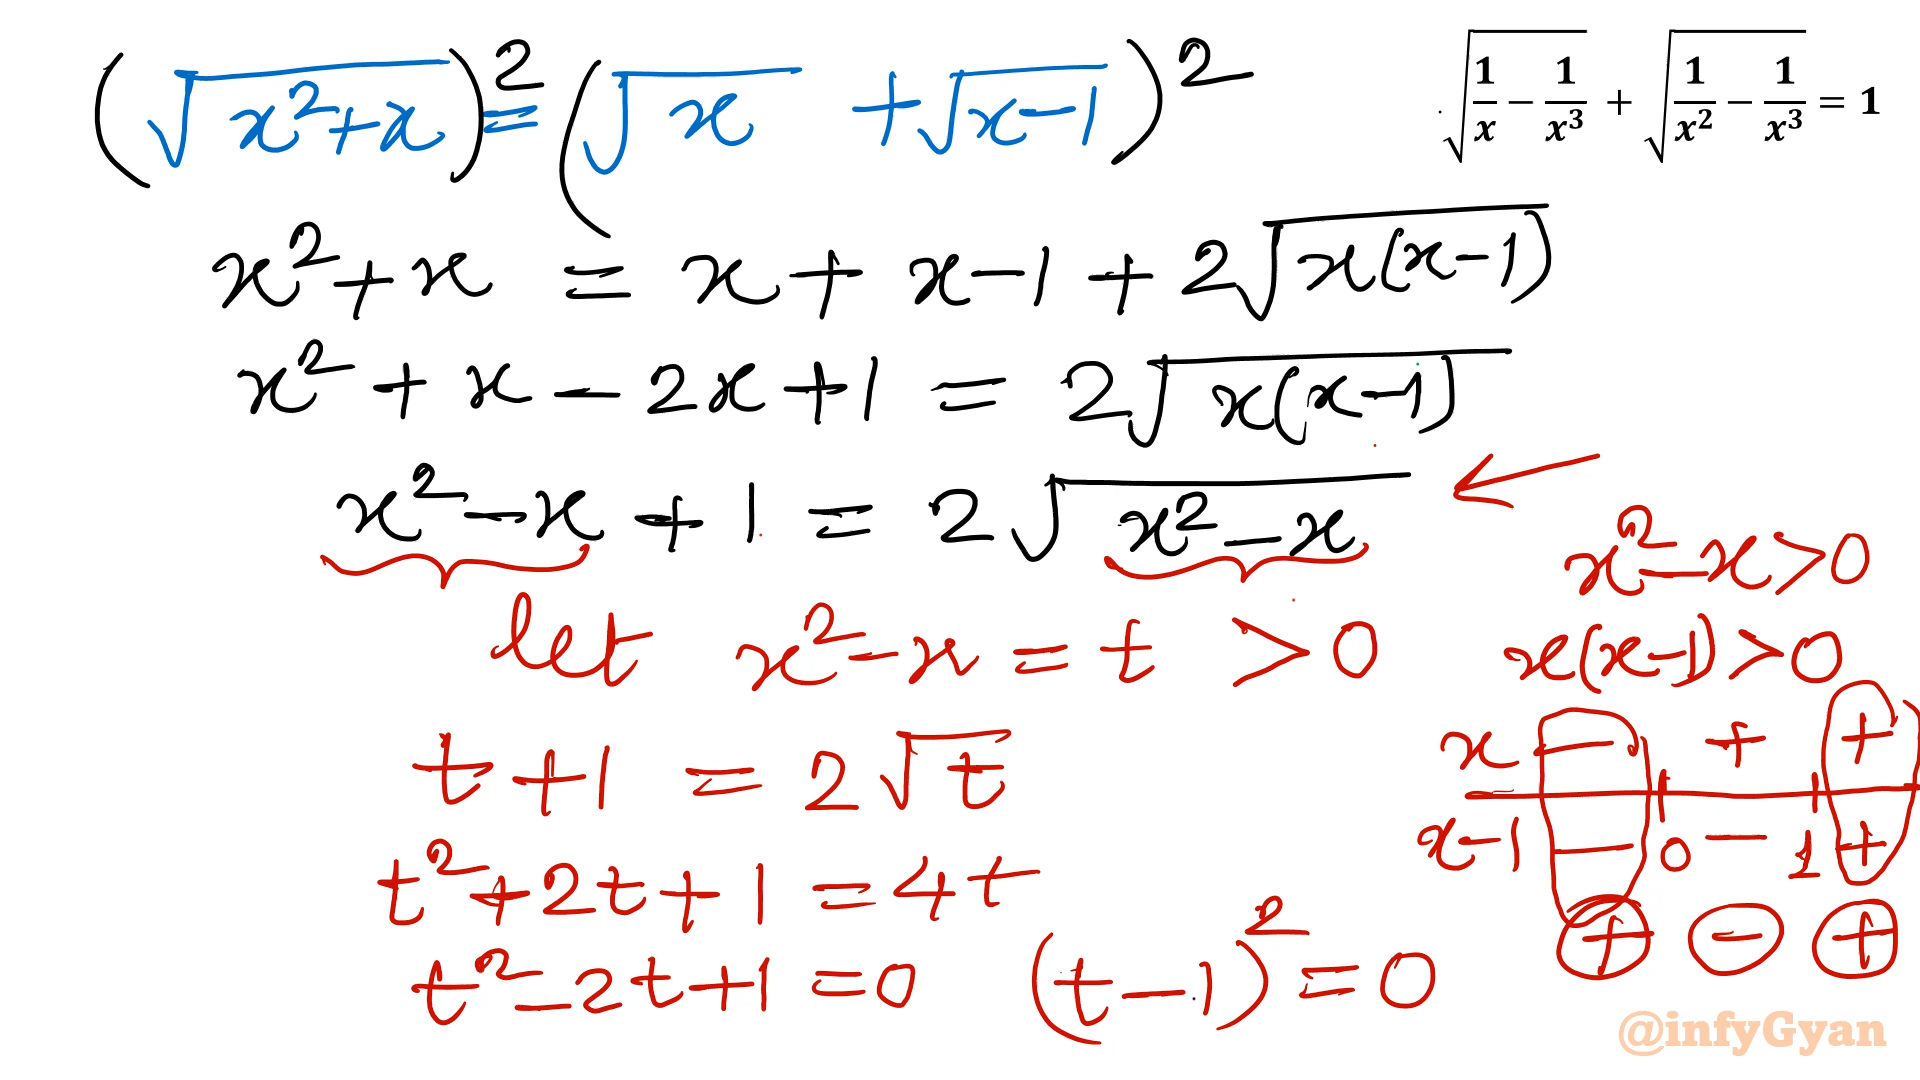 (√(x²+x))² = (√x + √(x-1))²
√(1/x − 1/x³) + √(1/x² − 1/x³) = 1
x²+x = x + x-1 + 2√(x(x-1))
x² + x - 2x + 1 = 2√(x(x-1))
x² - x + 1 = 2√(x² - x)
x² - x > 0
let x² - x = t > 0
x(x-1) > 0
t + 1 = 2√t
x − + +
x-1 − 0 − 1 +
t² + 2t + 1 = 4t
+ − +
t² - 2t + 1 = 0 (t - 1)² = 0
@infyGyan